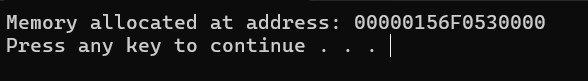 Memory allocated at address: 00000156F0530000
Press any key to continue . . .